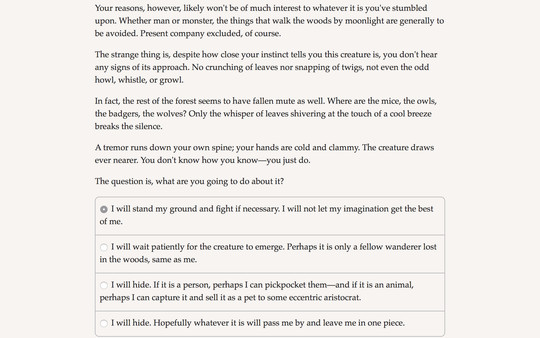 Your reasons, however, likely won't be of much interest to whatever it is you've stumbled
upon. Whether man or monster, the things that walk the woods by moonlight are generally to
be avoided. Present company excluded, of course.
The strange thing is, despite how close your instinct tells you this creature is, you don't hear
any signs of its approach. No crunching of leaves nor snapping of twigs, not even the odd
howl, whistle, or growl.
In fact, the rest of the forest seems to have fallen mute as well. Where are the mice, the owls,
the badgers, the wolves? Only the whisper of leaves shivering at the touch of a cool breeze
breaks the silence.
A tremor runs down your own spine; your hands are cold and clammy. The creature draws
ever nearer. You don't know how you know—you just do.
The question is, what are you going to do about it?
I will stand my ground and fight if necessary. I will not let my imagination get the best
of me.
I will wait patiently for the creature to emerge. Perhaps it is only a fellow wanderer lost
in the woods, same as me.
I will hide. If it is a person, perhaps I can pickpocket them—and if it is an animal,
perhaps I can capture it and sell it as a pet to some eccentric aristocrat.
I will hide. Hopefully whatever it is will pass me by and leave me in one piece.